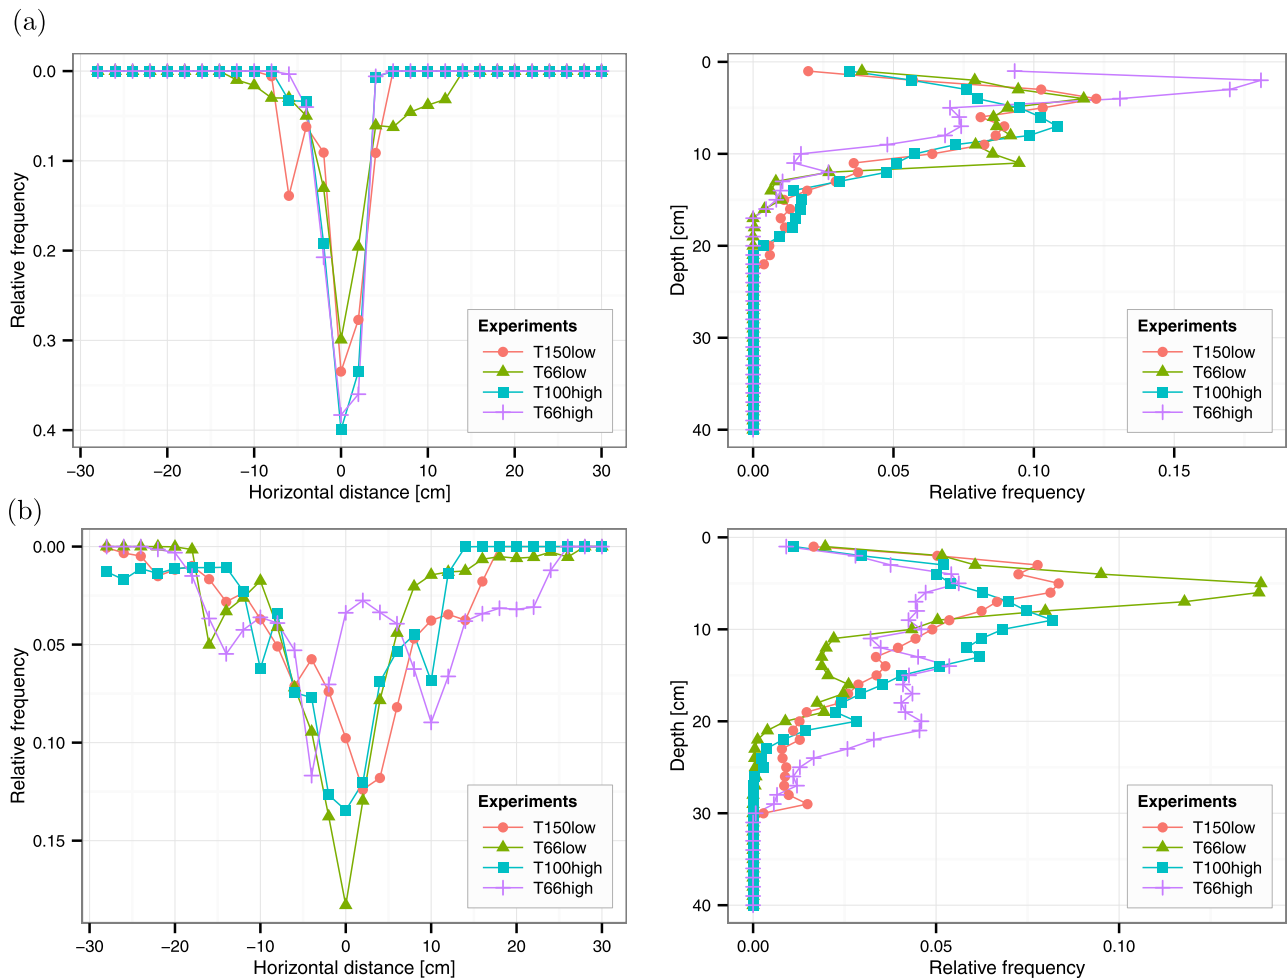 (a)
0.0
0.1
0.2
0.3
0.4
Relative frequency
−30
−20
−10
0
10
20
30
Horizontal distance [cm]
Experiments
T150low
T66low
T100high
T66high
0
10
20
30
40
Depth [cm]
0.00
0.05
0.10
0.15
Relative frequency
Experiments
T150low
T66low
T100high
T66high
(b)
0.00
0.05
0.10
0.15
Relative frequency
−30
−20
−10
0
10
20
30
Horizontal distance [cm]
Experiments
T150low
T66low
T100high
T66high
0
10
20
30
40
Depth [cm]
0.00
0.05
0.10
Relative frequency
Experiments
T150low
T66low
T100high
T66high